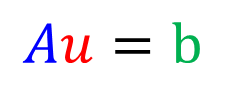 Au = b